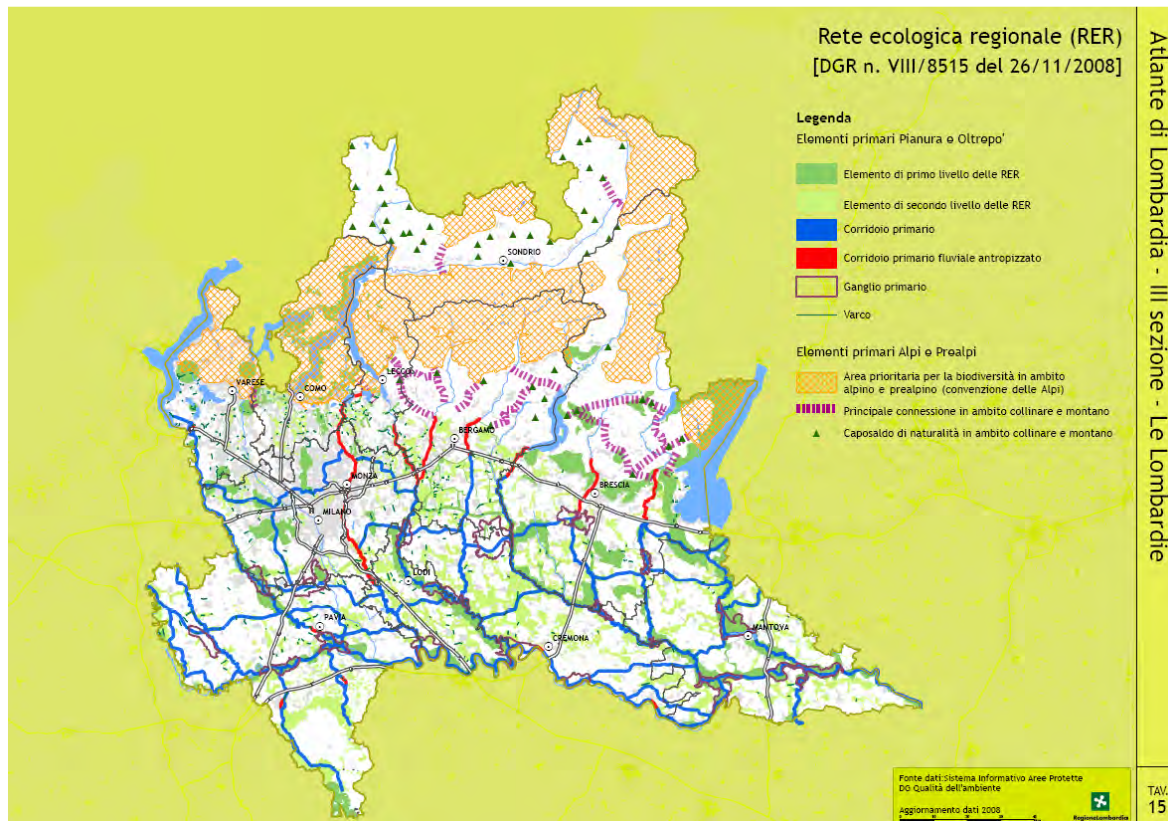 Rete ecologica regionale (RER)
[DGR n. VIII/8515 del 26/11/2008]
Legenda
Elementi primari Pianura e Oltrepo'
Elemento di primo livello delle RER
Elemento di secondo livello delle RER
Corridoio primario
Corridoio primario fluviale antropizzato
Ganglio primario
Varco
Elementi primari Alpi e Prealpi
Area prioritaria per la biodiversità in ambito
alpino e prealpino (convenzione delle Alpi)
Principale connessione in ambito collinare e montano
Caposaldo di naturalità in ambito collinare e montano
SONDRIO
LECCO
VARESE
COMO
BERGAMO
MONZA
BRESCIA
MILANO
LODI
PAVIA
CREMONA
MANTOVA
Fonte dati:Sistema Informativo Aree Protette
DG Qualità dell'ambiente
Aggiornamento dati 2008
RegioneLombardia
Atlante di Lombardia - III sezione - Le Lombardie
TAV.
15